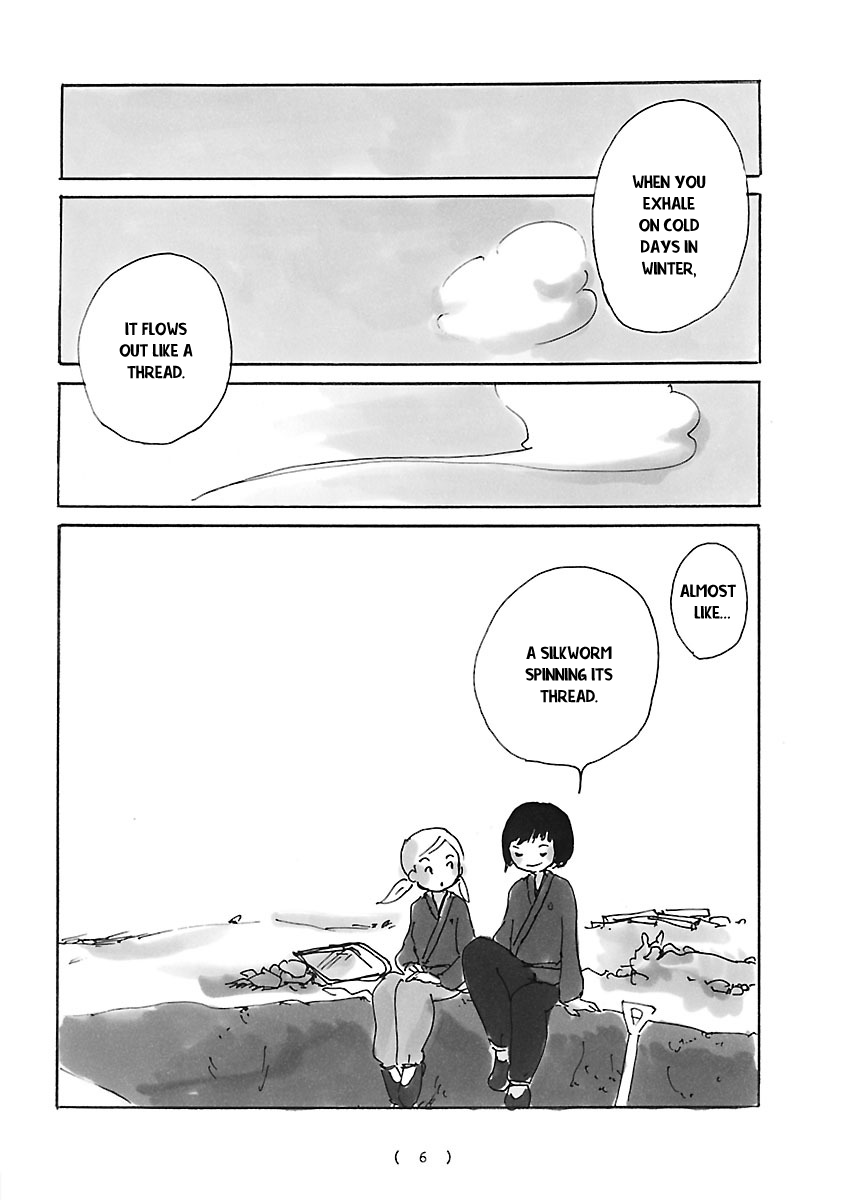 WHEN YOU
EXHALE
ON COLD
DAYS IN
WINTER,
IT FLOWS
OUT LIKE A
THREAD.
ALMOST
LIKE...
A SILKWORM
SPINNING ITS
THREAD.
( 6 )